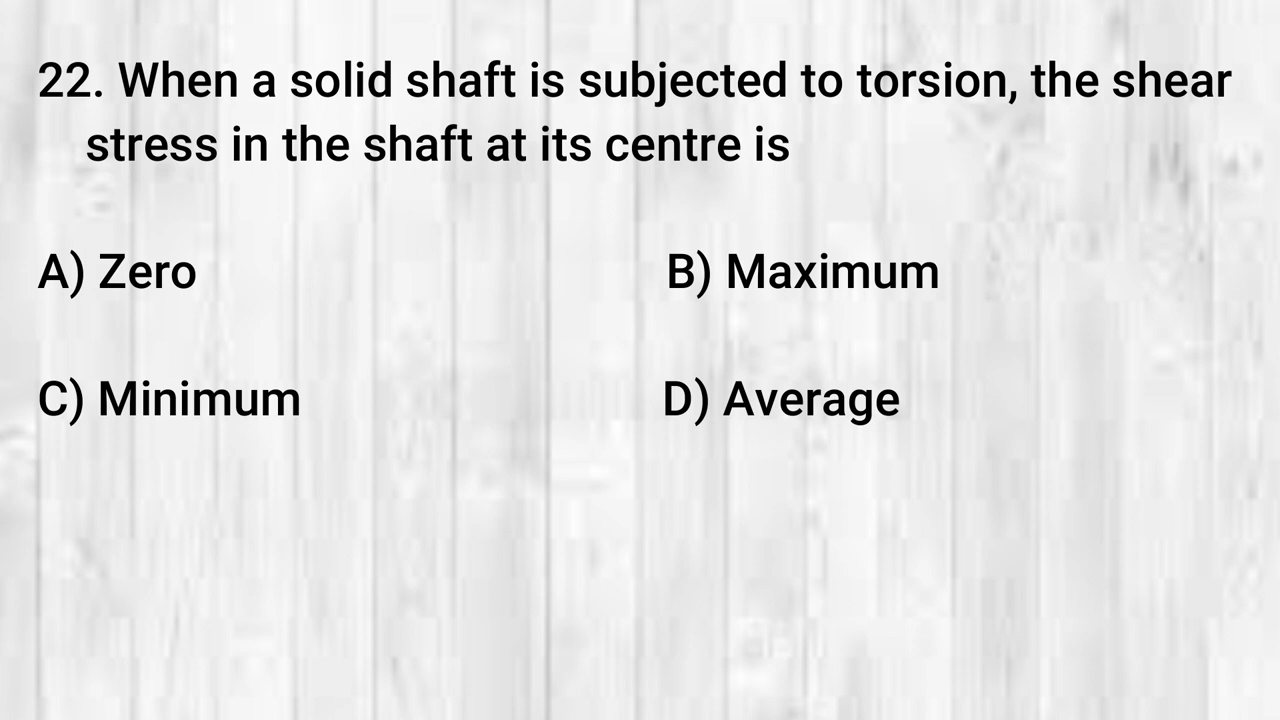 22. When a solid shaft is subjected to torsion, the shear
stress in the shaft at its centre is
A) Zero B) Maximum
C) Minimum D) Average